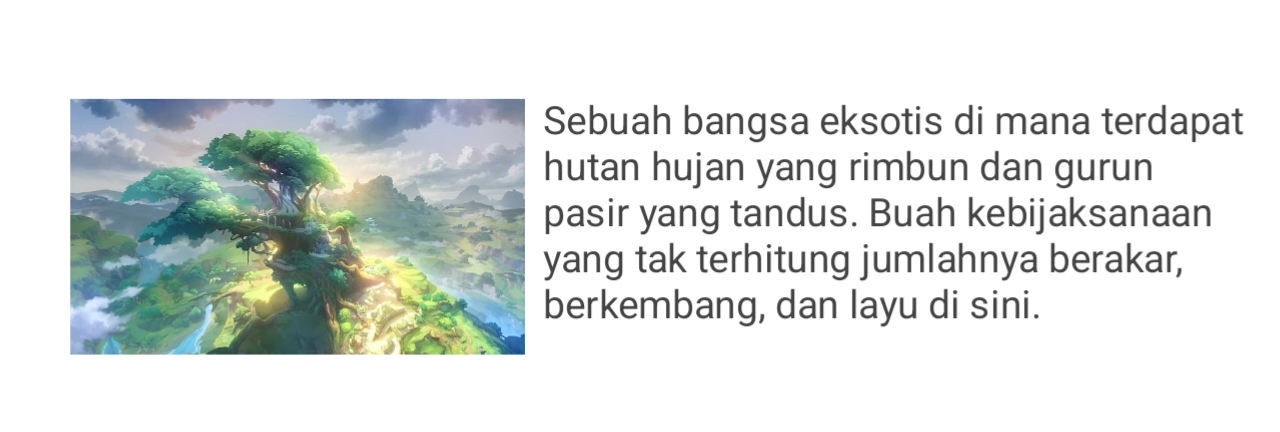 Sebuah bangsa eksotis di mana terdapat
hutan hujan yang rimbun dan gurun
pasir yang tandus. Buah kebijaksanaan
yang tak terhitung jumlahnya berakar,
berkembang, dan layu di sini.